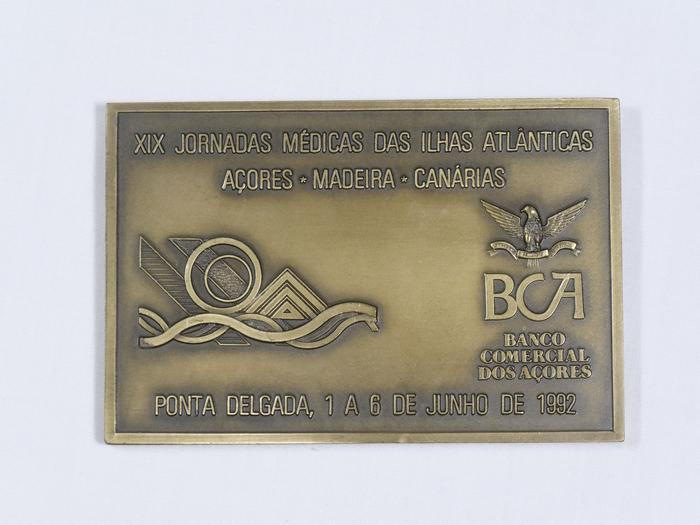 XIX JORNADAS MÉDICAS DAS ILHAS ATLÂNTICAS
AÇORES * MADEIRA * CANÁRIAS
BCA
BANCO
COMERCIAL
DOS AÇORES
PONTA DELGADA, 1 A 6 DE JUNHO DE 1992